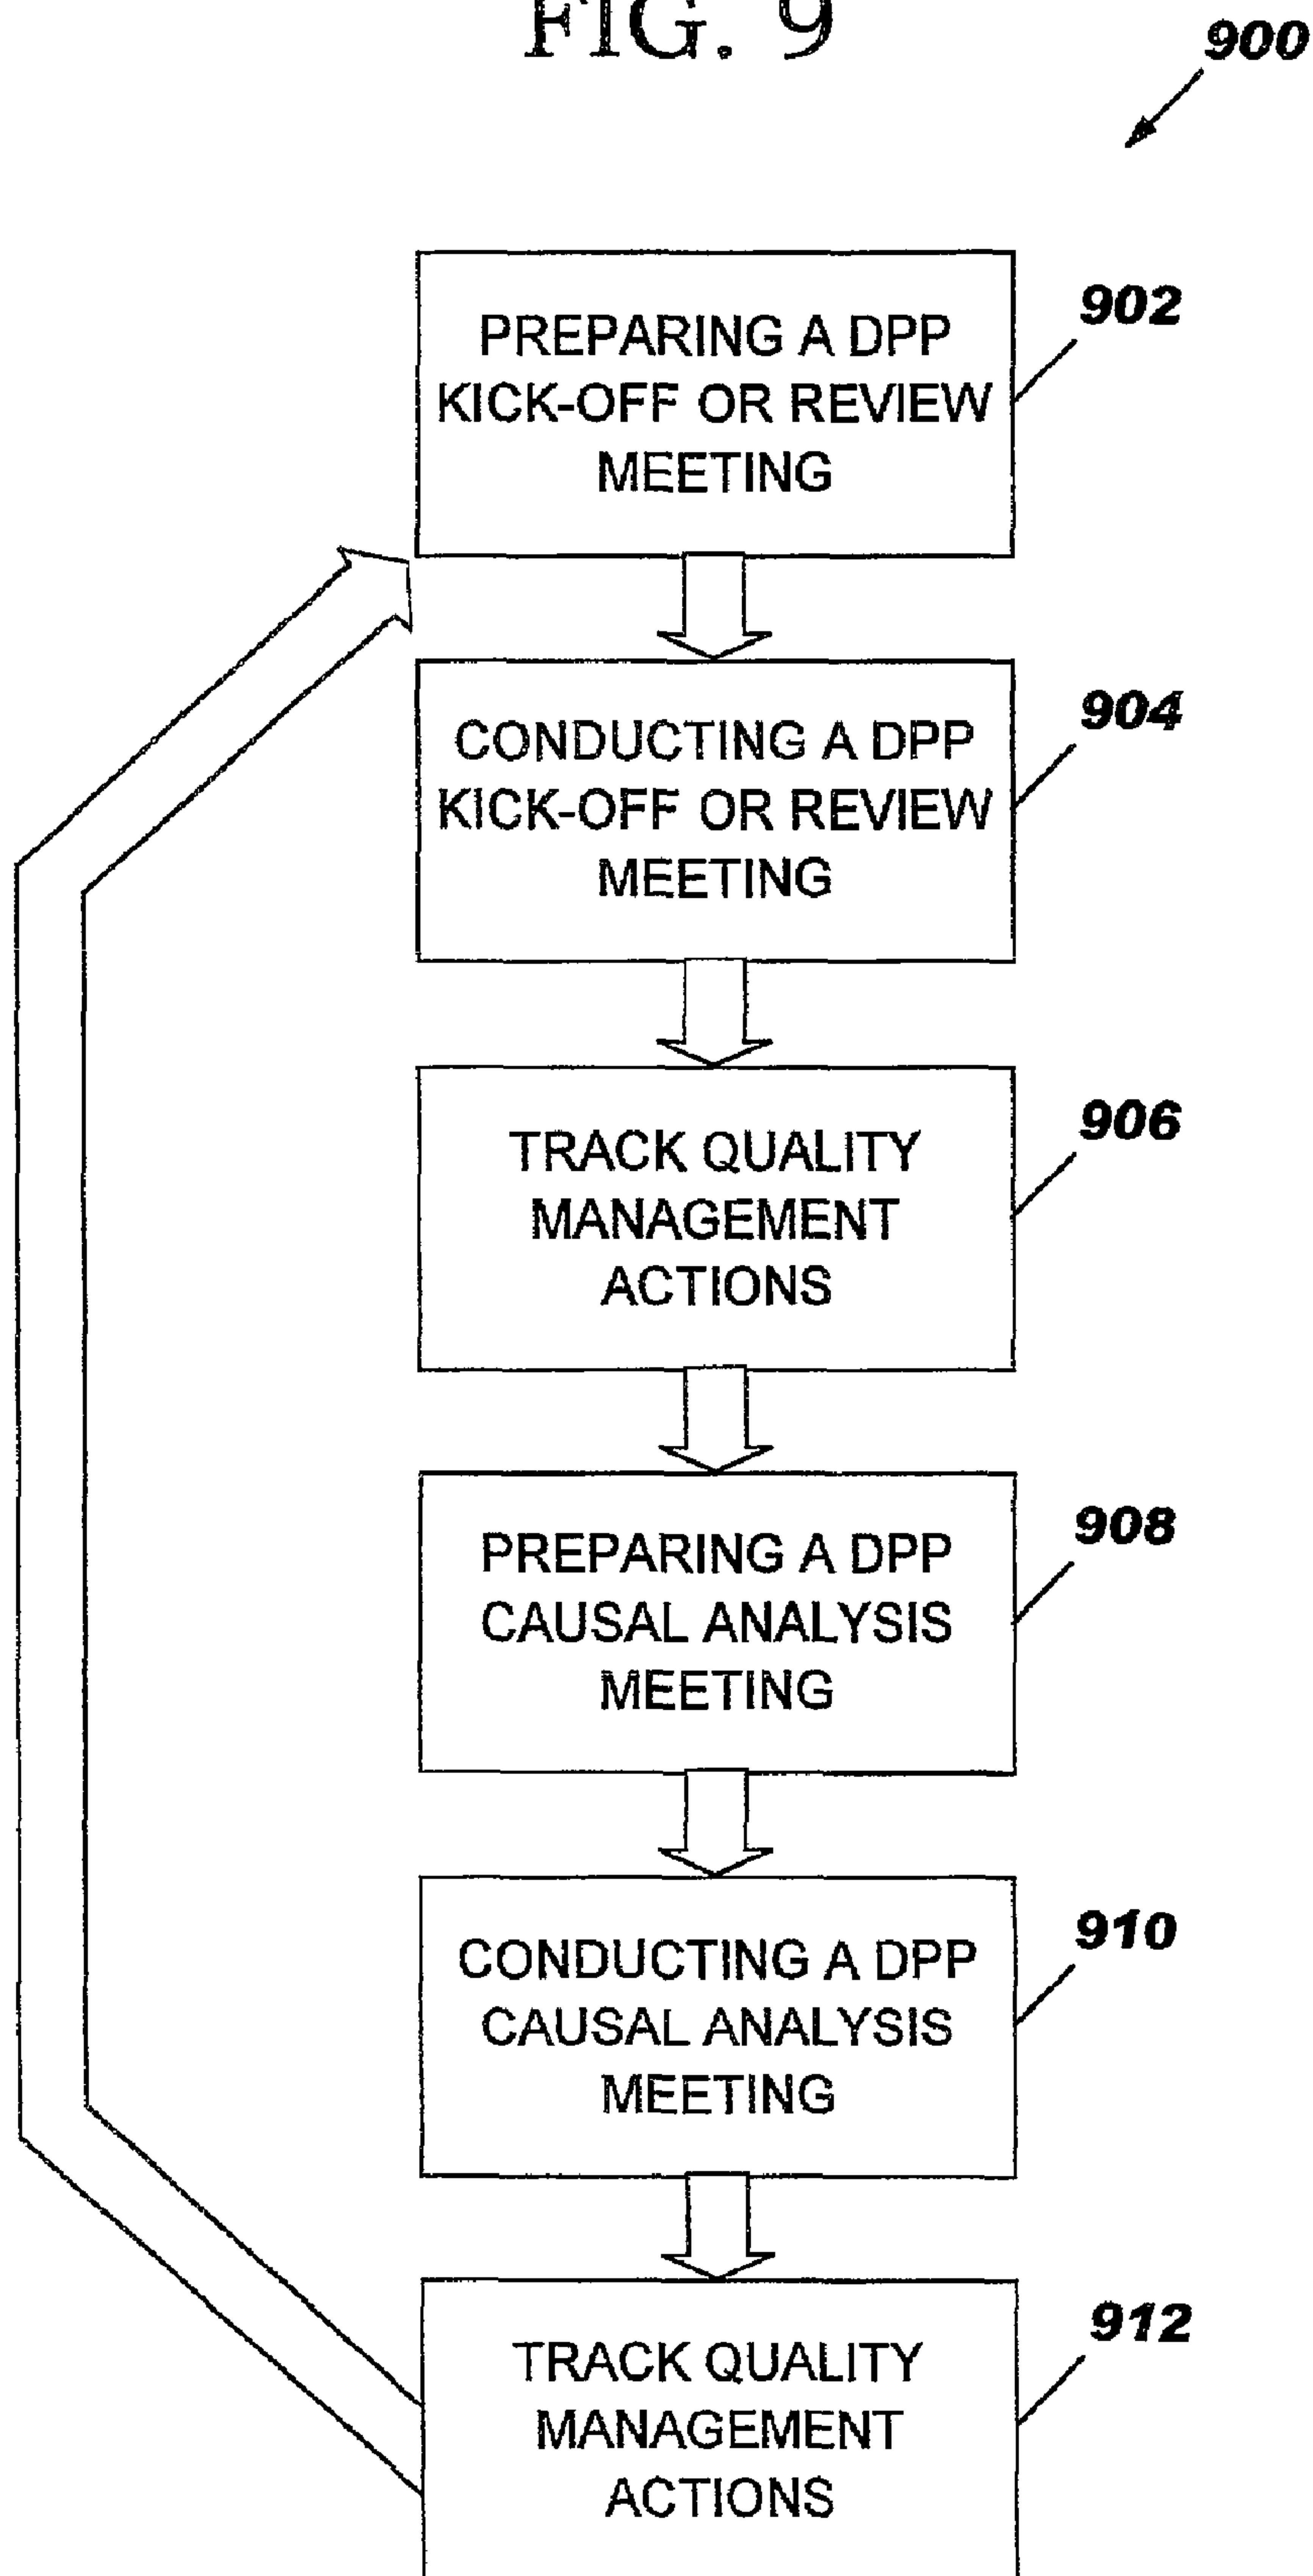 FIG. 9
900
PREPARING A DPP
KICK-OFF OR REVIEW
MEETING
902
CONDUCTING A DPP
KICK-OFF OR REVIEW
MEETING
904
TRACK QUALITY
MANAGEMENT
ACTIONS
906
PREPARING A DPP
CAUSAL ANALYSIS
MEETING
908
CONDUCTING A DPP
CAUSAL ANALYSIS
MEETING
910
TRACK QUALITY
MANAGEMENT
ACTIONS
912